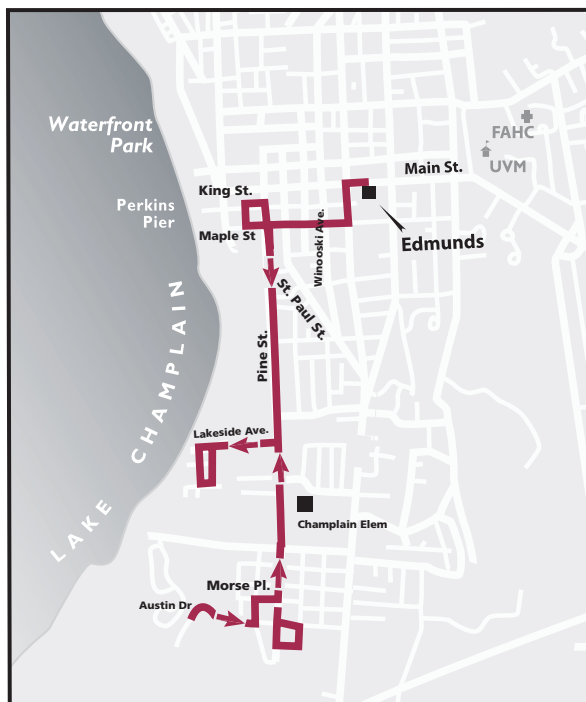 Waterfront
Park
FAHC
UVM
Main St.
King St.
Perkins
Pier
Maple St
Winooski Ave.
Edmunds
St. Paul St.
Pine St.
LAKE CHAMPLAIN
Lakeside Ave.
Champlain Elem
Morse Pl.
Austin Dr